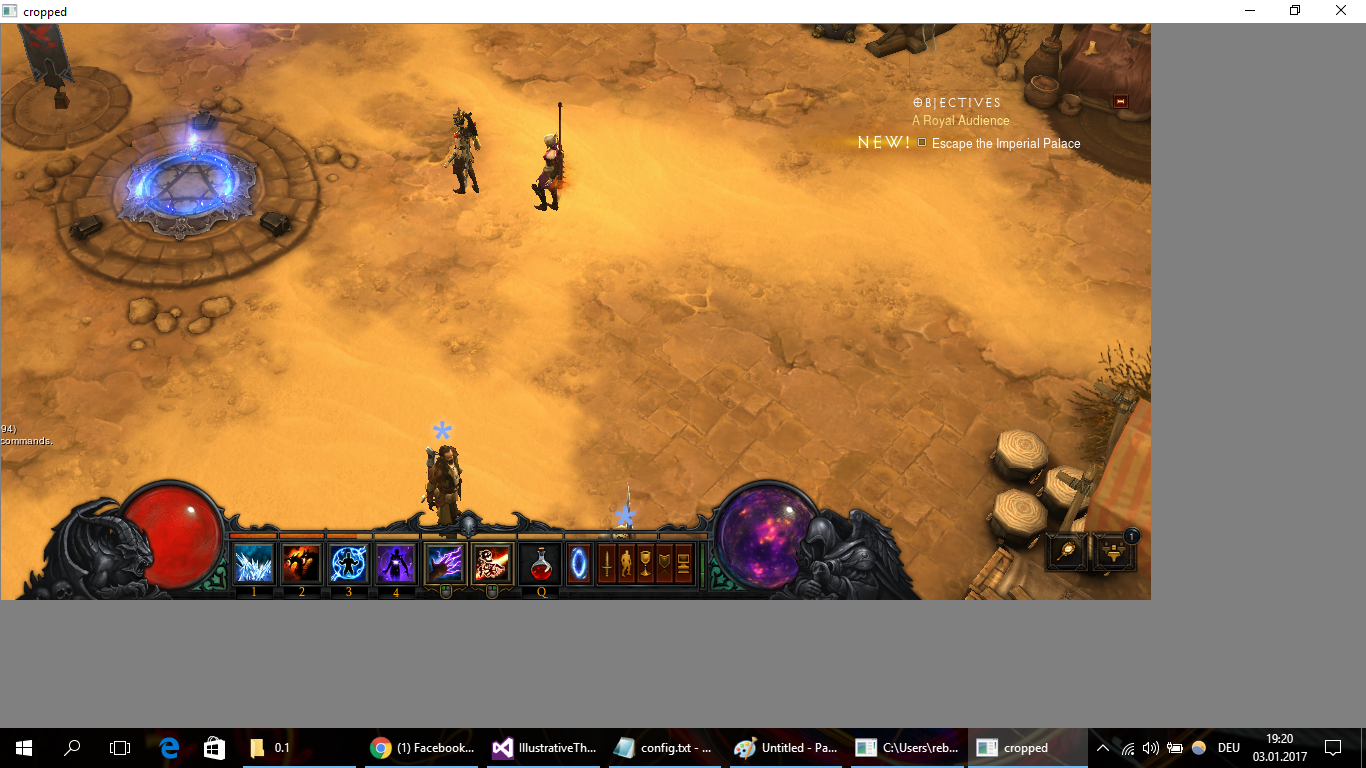 cropped
OBJECTIVES
A Royal Audience
NEW! Escape the Imperial Palace
94)
commands.
1
1 2 3 4 Q
0.1
(1) Facebook...
IllustrativeTh...
config.txt - ...
Untitled - Pa...
C:\Users\reb...
cropped
DEU
19:20
03.01.2017